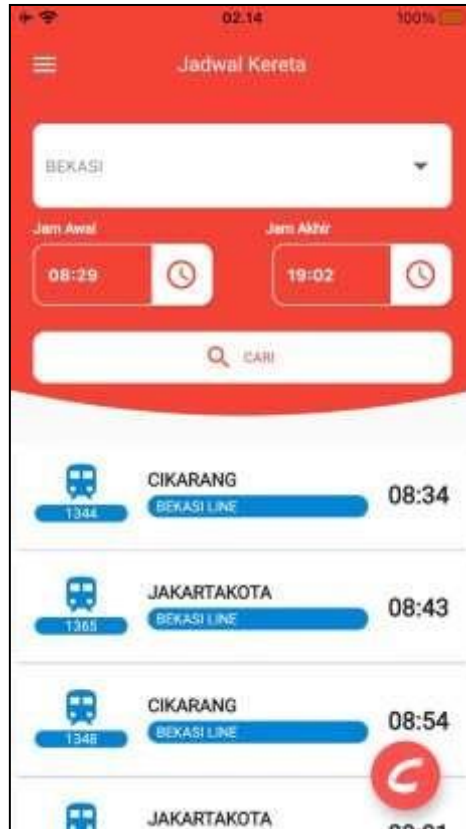 02.14
100%
Jadwal Kereta
BEKASI
Jam Awal
Jam Akhir
08:29
19:02
CARI
CIKARANG
1344
BEKASI LINE
08:34
JAKARTAKOTA
1365
BEKASI LINE
08:43
CIKARANG
1348
BEKASI LINE
08:54
JAKARTAKOTA